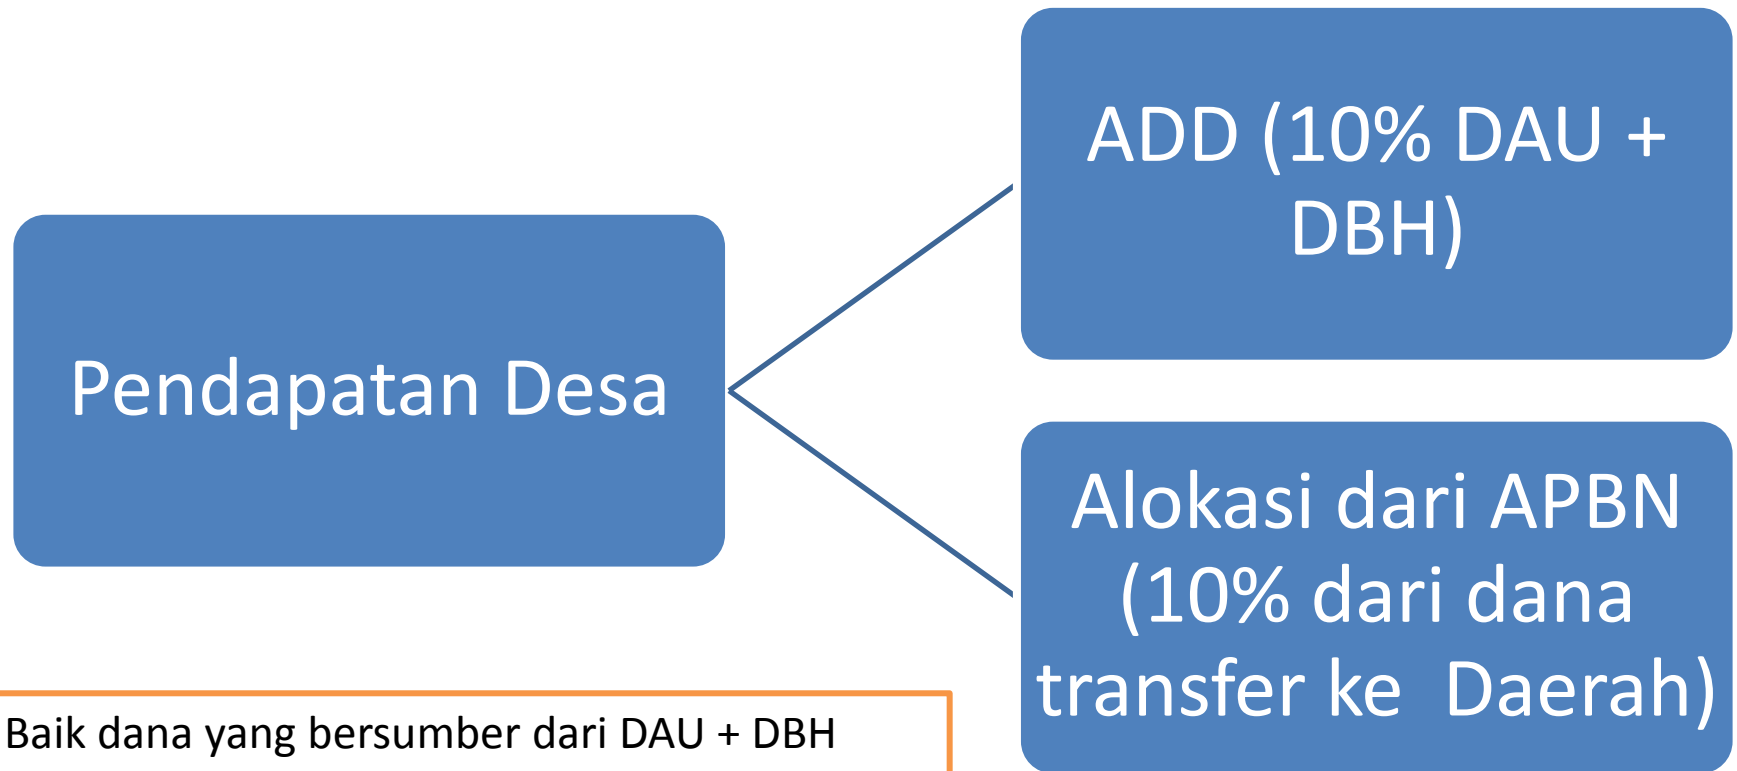 Pendapatan Desa
ADD (10% DAU +
DBH)
Alokasi dari APBN
(10% dari dana
transfer ke Daerah)
Baik dana yang bersumber dari DAU + DBH